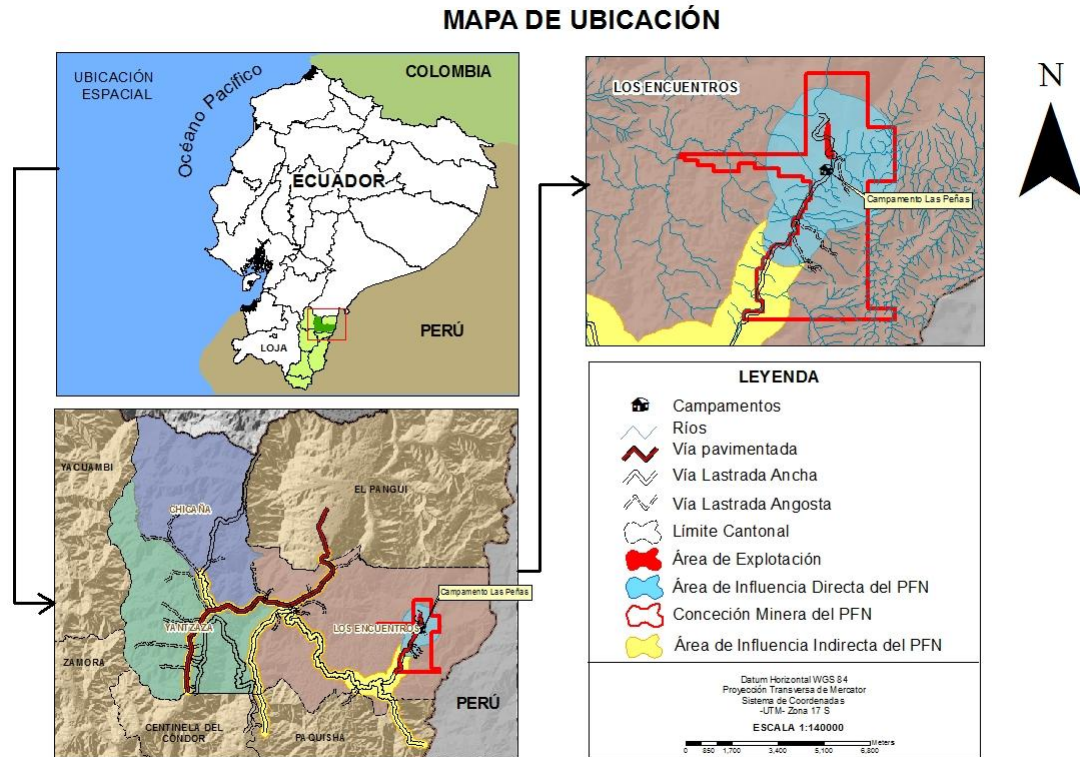 MAPA DE UBICACIÓN
UBICACIÓN
ESPACIAL
Océano Pacífico
COLOMBIA
ECUADOR
PERÚ
LOJA
LOS ENCUENTROS
Campamento Las Peñas
N
YACUAMBI
CHICAÑA
EL PANGUI
YANTZAZA
LOS ENCUENTROS
Campamento Las Peñas
ZAMORA
CENTINELA DEL
CÓNDOR
PAQUISHA
PERÚ
LEYENDA
Campamentos
Ríos
Vía pavimentada
Vía Lastrada Ancha
Vía Lastrada Angosta
Límite Cantonal
Área de Explotación
Área de Influencia Directa del PFN
Conceción Minera del PFN
Área de Influencia Indirecta del PFN
Datum Horizontal WGS 84
Proyección Transversa de Mercator
Sistema de Coordenadas
-UTM- Zona 17 S
ESCALA 1:140000
0 850 1,700 3,400 5,100 6,800 Meters